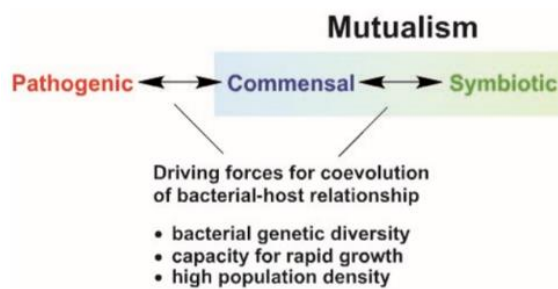 Mutualism
Pathogenic Commensal Symbiotic
Driving forces for coevolution
of bacterial-host relationship
• bacterial genetic diversity
• capacity for rapid growth
• high population density